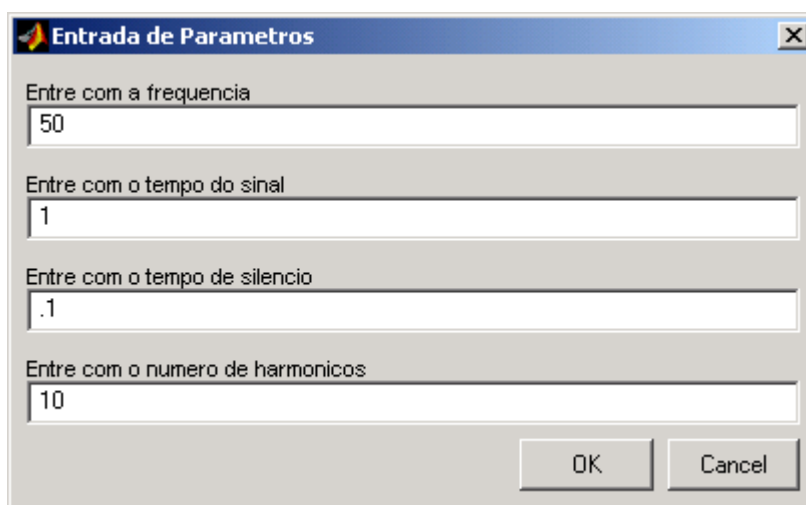 Entrada de Parametros
Entre com a frequencia
50
Entre com o tempo do sinal
1
Entre com o tempo de silencio
.1
Entre com o numero de harmonicos
10
OK Cancel